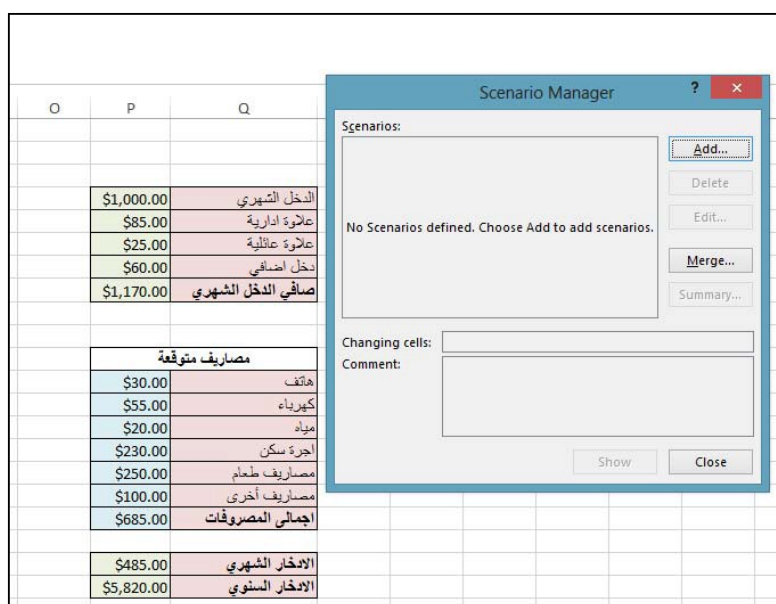 Scenario Manager
? ×
O P Q
Scenarios:
Add...
Delete
Edit...
Merge...
Summary...
No Scenarios defined. Choose Add to add scenarios.
Changing cells:
Comment:
Show
Close
$1,000.00 الدخل الشهري
$85.00 علاوة ادارية
$25.00 علاوة عائلية
$60.00 دخل اضافي
$1,170.00 صافي الدخل الشهري
مصاريف متوقعة
$30.00 هاتف
$55.00 كهرباء
$20.00 مياه
$230.00 اجرة سكن
$250.00 مصاريف طعام
$100.00 مصاريف أخرى
$685.00 اجمالي المصروفات
$485.00 الادخار الشهري
$5,820.00 الادخار السنوي